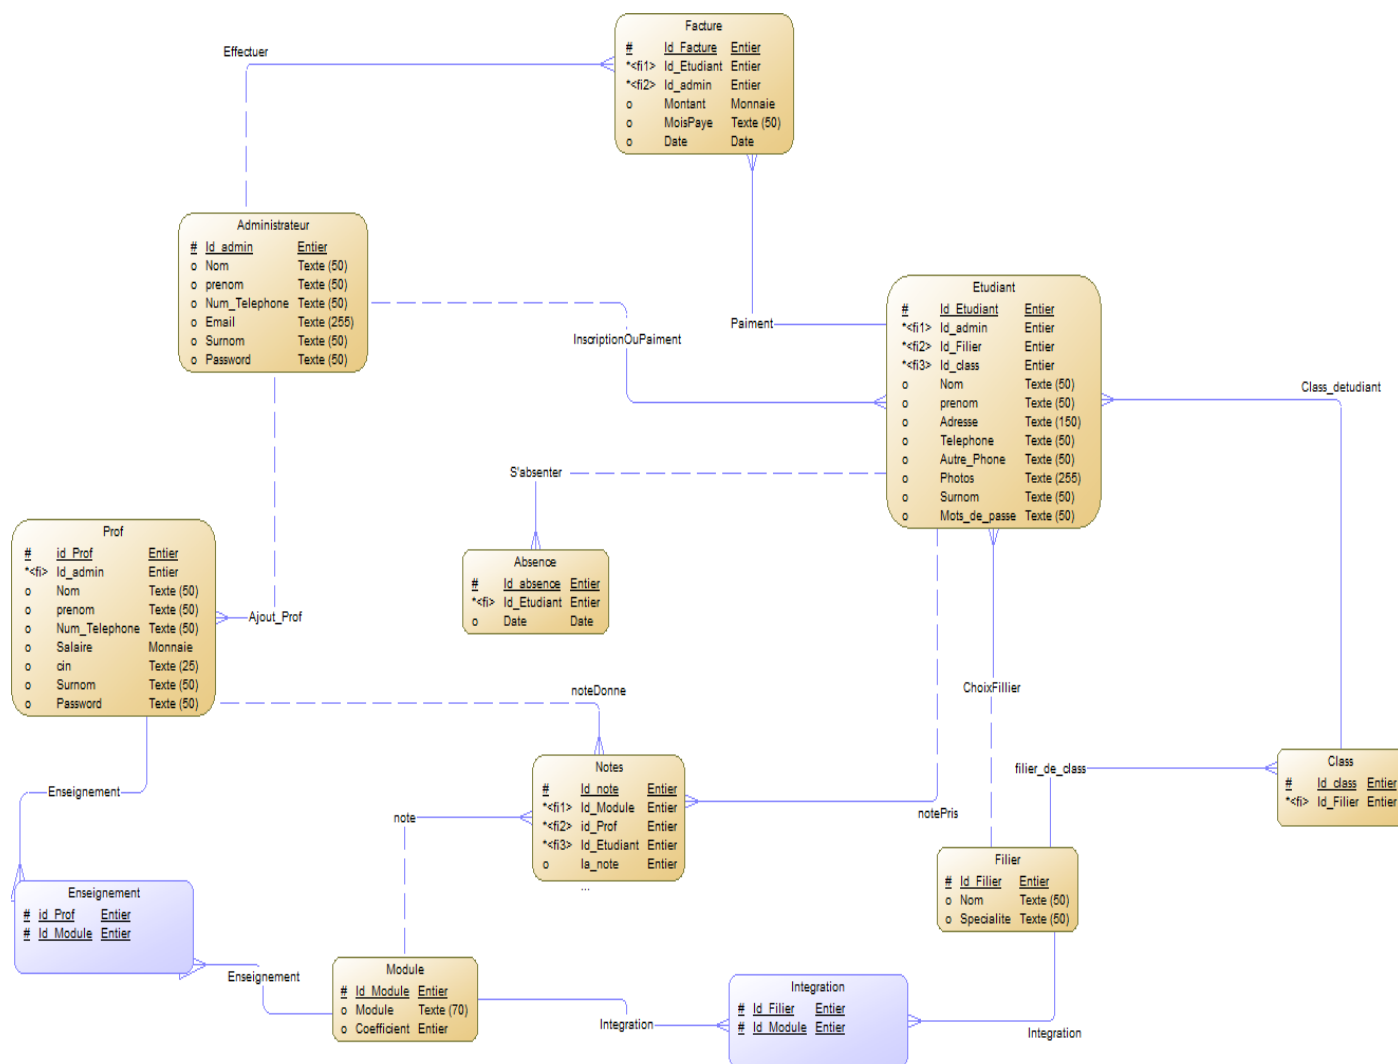 Facture
# Id_Facture Entier
*<fi1> Id_Etudiant Entier
*<fi2> Id_admin Entier
o Montant Monnaie
o MoisPaye Texte (50)
o Date Date
Effectuer
Administrateur
# Id_admin Entier
o Nom Texte (50)
o prenom Texte (50)
o Num_Telephone Texte (50)
o Email Texte (255)
o Surnom Texte (50)
o Password Texte (50)
Paiment
InscriptionOuPaiment
Etudiant
# Id_Etudiant Entier
*<fi1> Id_admin Entier
*<fi2> Id_Filier Entier
*<fi3> Id_class Entier
o Nom Texte (50)
o prenom Texte (50)
o Adresse Texte (150)
o Telephone Texte (50)
o Autre_Phone Texte (50)
o Photos Texte (255)
o Surnom Texte (50)
o Mots_de_passe Texte (50)
Class_detudiant
S'absenter
Absence
# Id_absence Entier
*<fi> Id_Etudiant Entier
o Date Date
Prof
# id_Prof Entier
*<fi> Id_admin Entier
o Nom Texte (50)
o prenom Texte (50)
o Num_Telephone Texte (50)
o Salaire Monnaie
o cin Texte (25)
o Surnom Texte (50)
o Password Texte (50)
Ajout_Prof
noteDonne
ChoixFillier
Notes
# Id_note Entier
*<fi1> Id_Module Entier
*<fi2> id_Prof Entier
*<fi3> Id_Etudiant Entier
o la_note Entier
...
note
notePris
filier_de_class
Class
# Id_class Entier
*<fi> Id_Filier Entier
Enseignement
Filier
# Id_Filier Entier
o Nom Texte (50)
o Specialite Texte (50)
Enseignement
# id_Prof Entier
# Id_Module Entier
Enseignement
Module
# Id_Module Entier
o Module Texte (70)
o Coefficient Entier
Integration
Integration
# Id_Filier Entier
# Id_Module Entier
Integration